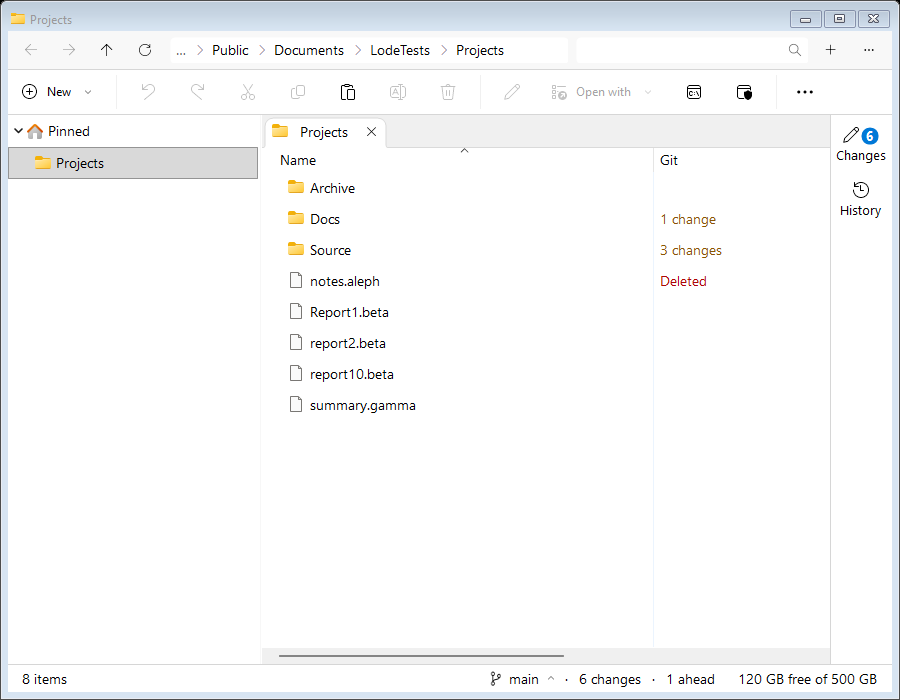 Projects
... > Public > Documents > LodeTests > Projects
New
Open with
Pinned
Projects
Projects
Name
Git
Archive
Docs
1 change
Source
3 changes
notes.aleph
Deleted
Report1.beta
report2.beta
report10.beta
summary.gamma
6
Changes
History
8 items
main · 6 changes · 1 ahead
120 GB free of 500 GB